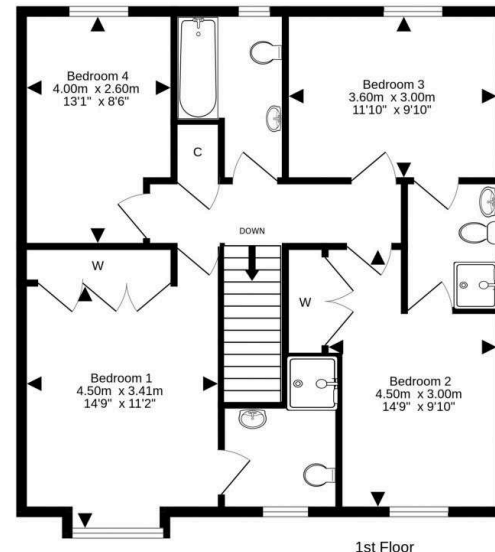 Bedroom 4
4.00m x 2.60m
13'1" x 8'6"
Bedroom 3
3.60m x 3.00m
11'10" x 9'10"
C
DOWN
W
W
Bedroom 1
4.50m x 3.41m
14'9" x 11'2"
Bedroom 2
4.50m x 3.00m
14'9" x 9'10"
1st Floor